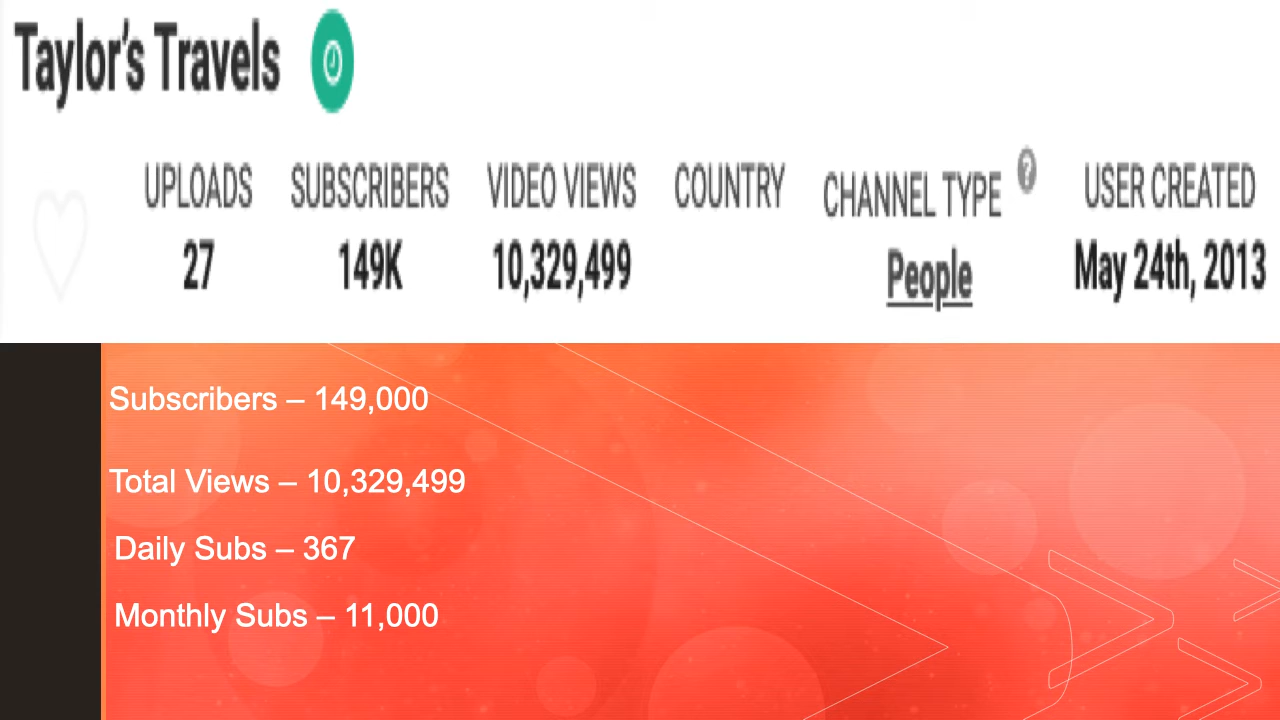 Taylor's Travels
UPLOADS SUBSCRIBERS VIDEO VIEWS COUNTRY CHANNEL TYPE ? USER CREATED
27 149K 10,329,499 People May 24th, 2013
Subscribers – 149,000
Total Views – 10,329,499
Daily Subs – 367
Monthly Subs – 11,000